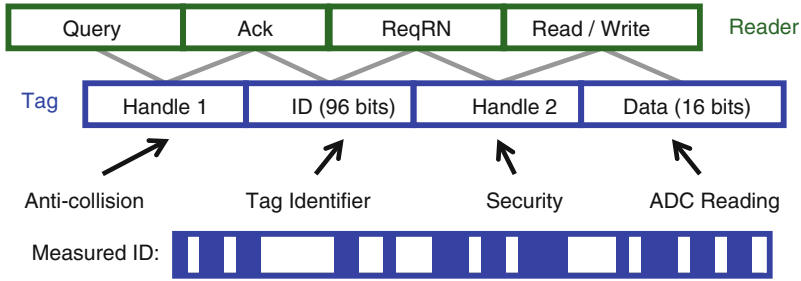 Query Ack ReqRN Read / Write Reader
Tag Handle 1 ID (96 bits) Handle 2 Data (16 bits)
Anti-collision Tag Identifier Security ADC Reading
Measured ID: